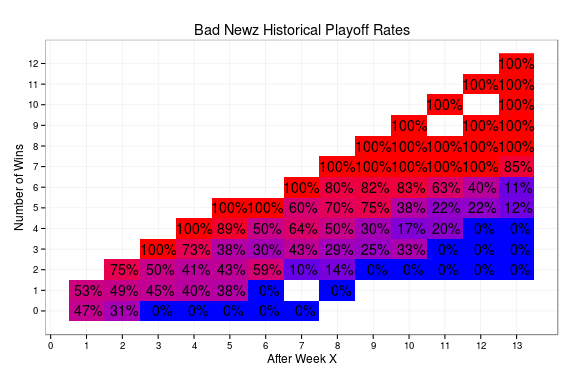 Bad Newz Historical Playoff Rates
Number of Wins
12 100%
11 100% 100%
10 100% 100%
9 100% 100% 100%
8 100% 100% 100% 100% 100%
7 100% 100% 100% 100% 100% 85%
6 100% 80% 82% 83% 63% 40% 11%
5 100% 100% 60% 70% 75% 38% 22% 22% 12%
4 100% 89% 50% 64% 50% 30% 17% 20% 0% 0%
3 100% 73% 38% 30% 43% 29% 25% 33% 0% 0% 0%
2 75% 50% 41% 43% 59% 10% 14% 0% 0% 0% 0% 0%
1 53% 49% 45% 40% 38% 0% 0%
0 47% 31% 0% 0% 0% 0% 0%
0 1 2 3 4 5 6 7 8 9 10 11 12 13
After Week X